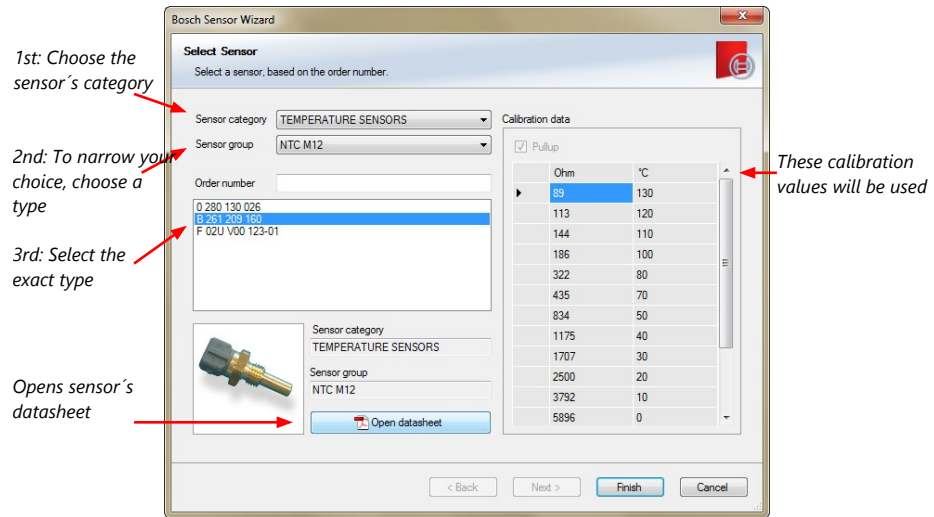 Bosch Sensor Wizard
Select Sensor
Select a sensor, based on the order number.
1st: Choose the
sensor´s category
Sensor category TEMPERATURE SENSORS
Sensor group NTC M12
2nd: To narrow your
choice, choose a
type
Order number
0 280 130 026
B 261 209 160
F 02U V00 123-01
3rd: Select the
exact type
Sensor category
TEMPERATURE SENSORS
Sensor group
NTC M12
Opens sensor´s
datasheet
Open datasheet
Calibration data
Pullup
Ohm °C
89 130
113 120
144 110
186 100
322 80
435 70
834 50
1175 40
1707 30
2500 20
3792 10
5896 0
These calibration
values will be used
< Back Next > Finish Cancel